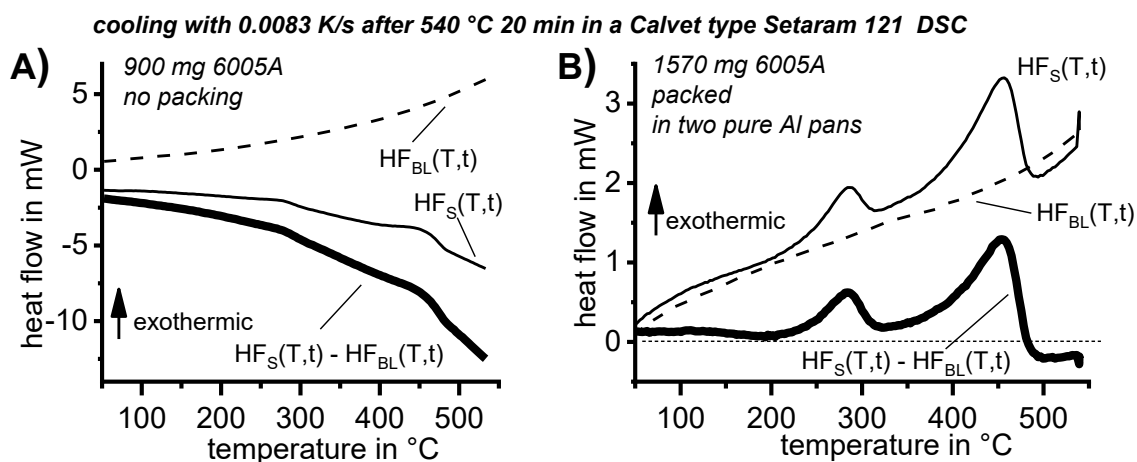 cooling with 0.0083 K/s after 540 °C 20 min in a Calvet type Setaram 121 DSC
A)
900 mg 6005A
no packing
5
0
-5
-10
heat flow in mW
HF_BL(T,t)
HF_S(T,t)
exothermic
HF_S(T,t) - HF_BL(T,t)
100 200 300 400 500
temperature in °C
B)
1570 mg 6005A
packed
in two pure Al pans
3
2
1
0
heat flow in mW
HF_S(T,t)
HF_BL(T,t)
exothermic
HF_S(T,t) - HF_BL(T,t)
100 200 300 400 500
temperature in °C